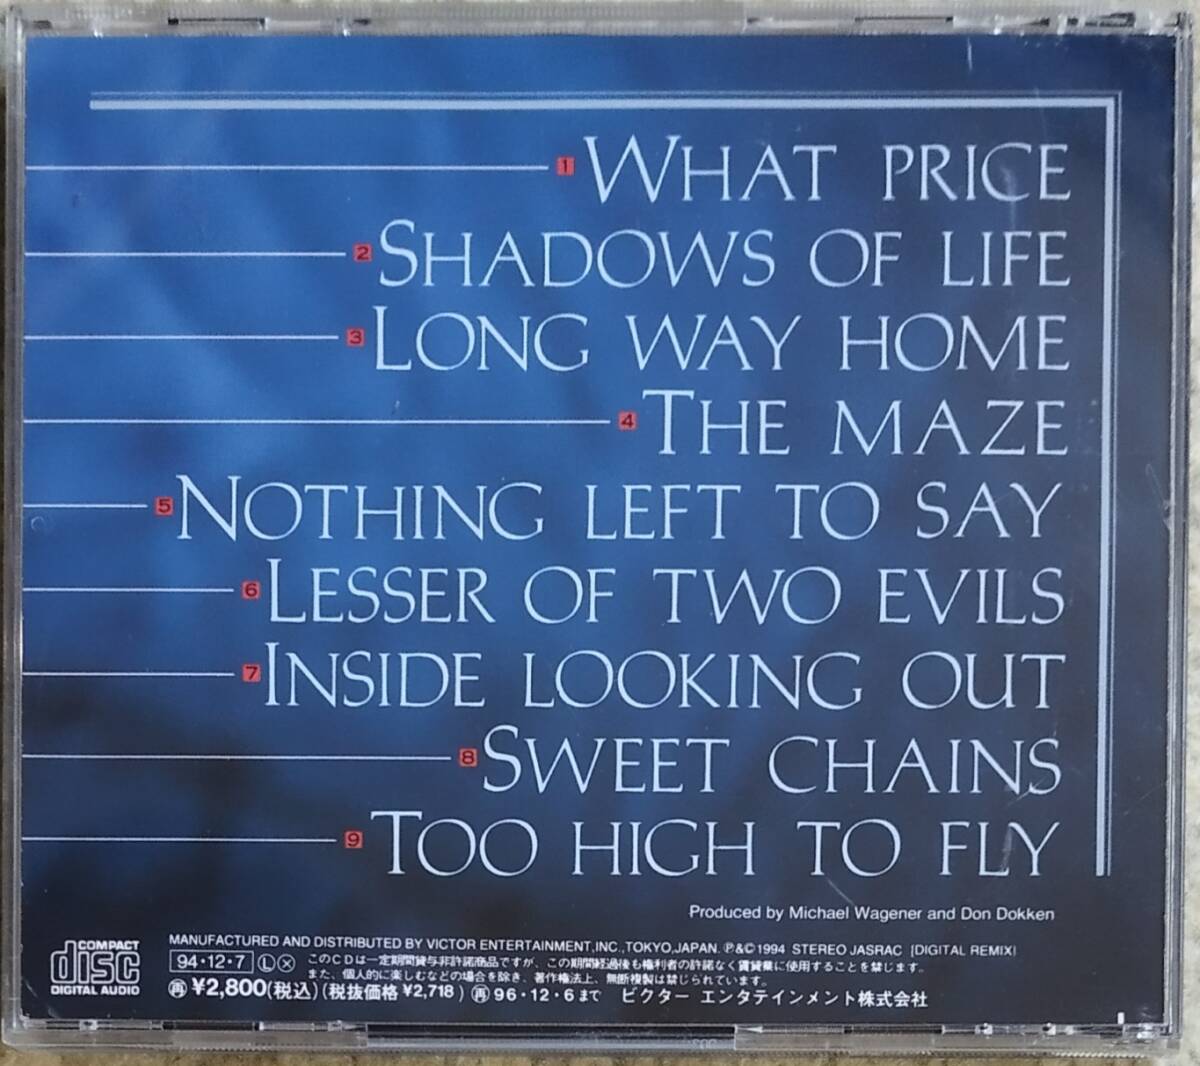 1 WHAT PRICE
2 SHADOWS OF LIFE
3 LONG WAY HOME
4 THE MAZE
5 NOTHING LEFT TO SAY
6 LESSER OF TWO EVILS
7 INSIDE LOOKING OUT
8 SWEET CHAINS
9 TOO HIGH TO FLY
Produced by Michael Wagener and Don Dokken
COMPACT
disc
DIGITAL AUDIO
MANUFACTURED AND DISTRIBUTED BY VICTOR ENTERTAINMENT,INC.,TOKYO,JAPAN. ℗&©1994 STEREO JASRAC [DIGITAL REMIX]
94・12・7 Ⓛ ⓧ このCDは一定期間貸与非許諾商品ですが、この期間経過後も権利者の許諾なく賃貸業に使用することを禁じます。
また、個人的に楽しむなどの場合を除き、著作権法上、無断複製は禁じられています。
㊢ ¥2,800(税込)(税抜価格¥2,718) ㊢ 96・12・6まで ビクター エンタテインメント株式会社